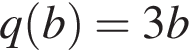 q(b) = 3b